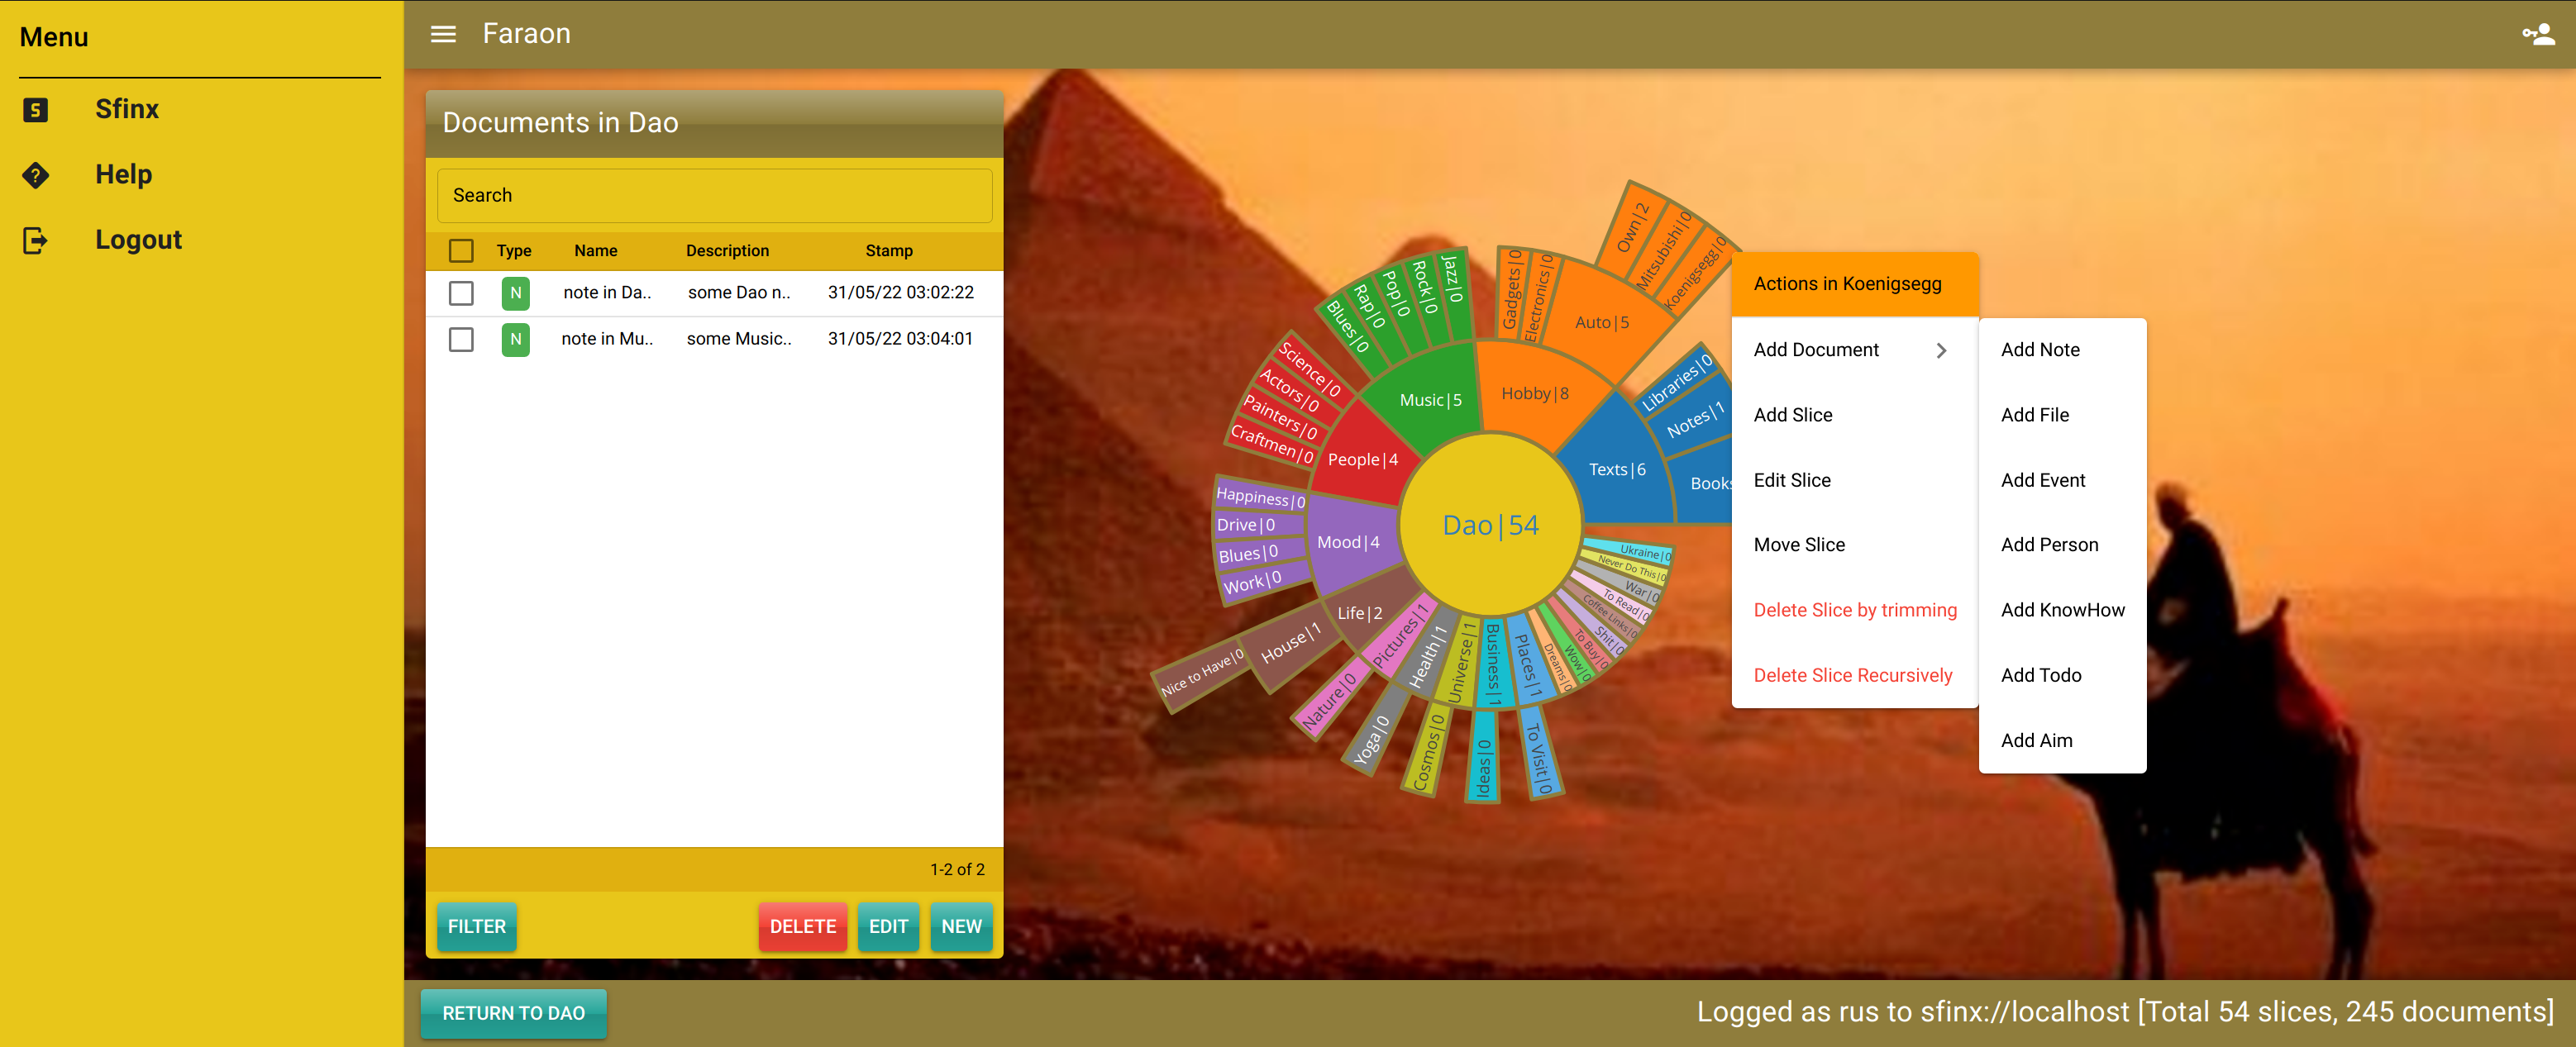 Menu
Sfinx
Help
Logout
Faraon
Documents in Dao
Search
Type Name Description Stamp
N note in Da.. some Dao n.. 31/05/22 03:02:22
N note in Mu.. some Music.. 31/05/22 03:04:01
1-2 of 2
FILTER DELETE EDIT NEW
Dao|54
Hobby|8
Gadgets|0
Electronics|0
Auto|5
Own|2
Mitsubishi|0
Koenigsegg|0
Texts|6
Libraries|0
Notes|1
Books
Music|5
Blues|0
Rap|0
Pop|0
Rock|0
Jazz|0
People|4
Science|0
Actors|0
Painters|0
Craftmen|0
Mood|4
Happiness|0
Drive|0
Blues|0
Work|0
Life|2
House|1
Nice to Have|0
Pictures|1
Nature|0
Health|1
Yoga|0
Universe|1
Cosmos|0
Business|1
Ideas|0
Places|1
To Visit|0
Dreams|0
Wow|0
To Buy|0
Shit|0
Coffee Links|0
To Read|0
War|0
Never Do This|0
Ukraine|0
Actions in Koenigsegg
Add Document
Add Slice
Edit Slice
Move Slice
Delete Slice by trimming
Delete Slice Recursively
Add Note
Add File
Add Event
Add Person
Add KnowHow
Add Todo
Add Aim
RETURN TO DAO
Logged as rus to sfinx://localhost [Total 54 slices, 245 documents]